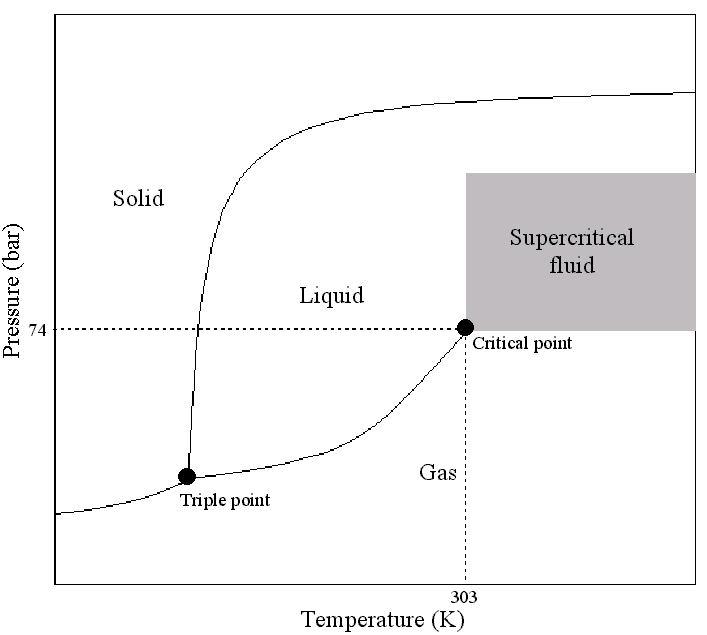 Solid
Supercritical
fluid
Liquid
Pressure (bar)
74
Critical point
Gas
Triple point
303
Temperature (K)